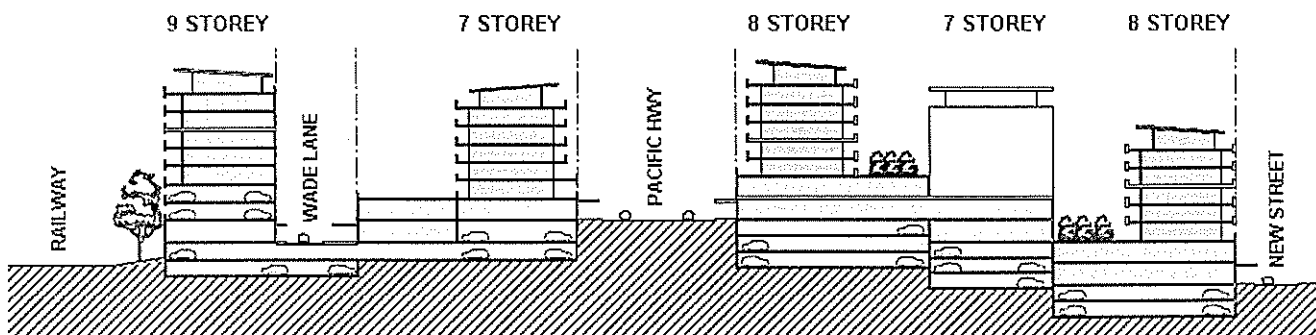 9 STOREY
7 STOREY
8 STOREY
7 STOREY
8 STOREY
RAILWAY
WADE LANE
PACIFIC HWY
NEW STREET